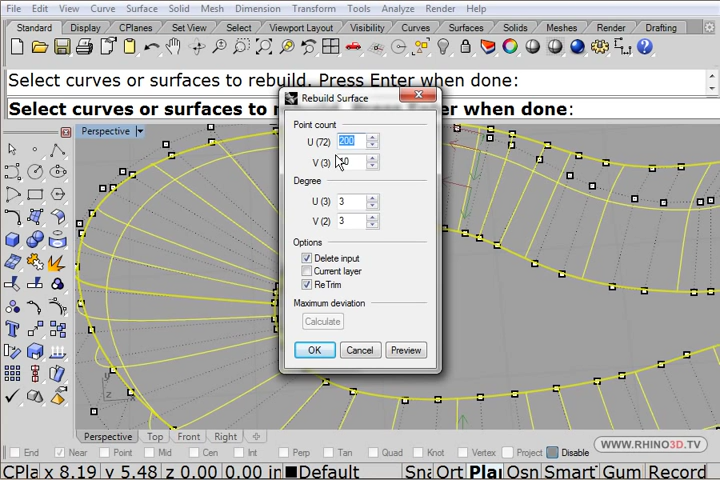 File Edit View Curve Surface Solid Mesh Dimension Transform Tools Analyze Render Help
Standard Display CPlanes Set View Select Viewport Layout Visibility Curves Surfaces Solids Meshes Render Drafting
Select curves or surfaces to rebuild. Press Enter when done:
Select curves or surfaces to r Enter when done:
Perspective
Rebuild Surface
Point count
U (72) 200
V (3)
Degree
U (3) 3
V (2) 3
Options
Delete input
Current layer
ReTrim
Maximum deviation
Calculate
OK Cancel Preview
y
z x
Perspective Top Front Right
End Near Point Mid Cen Int Perp Tan Quad Knot Vertex Project Disable
WWW.RHINO3D.TV
CPla x 8.19 y 5.48 z 0.00 0.00 in Default Sna Ort Plan Osn Smart Gum Record